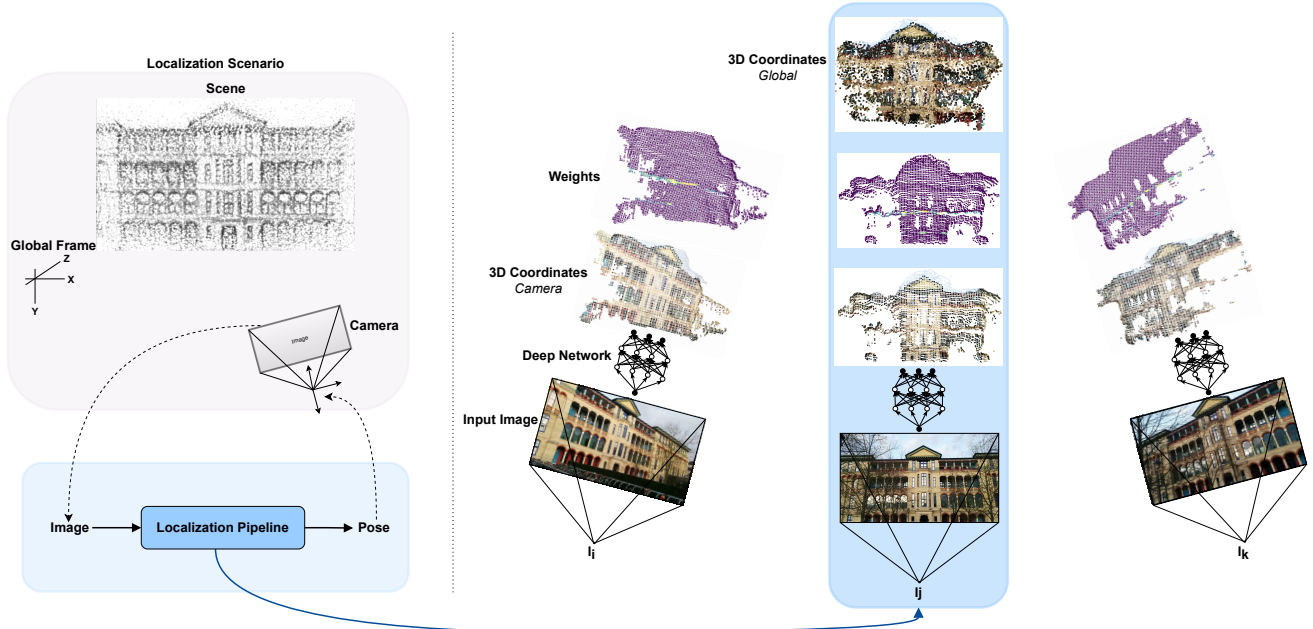 Localization Scenario
Scene
Global Frame
Z
X
Y
Camera
Image
Image
Localization Pipeline
Pose
3D Coordinates
Global
Weights
3D Coordinates
Camera
Deep Network
Input Image
Ii
Ij
Ik